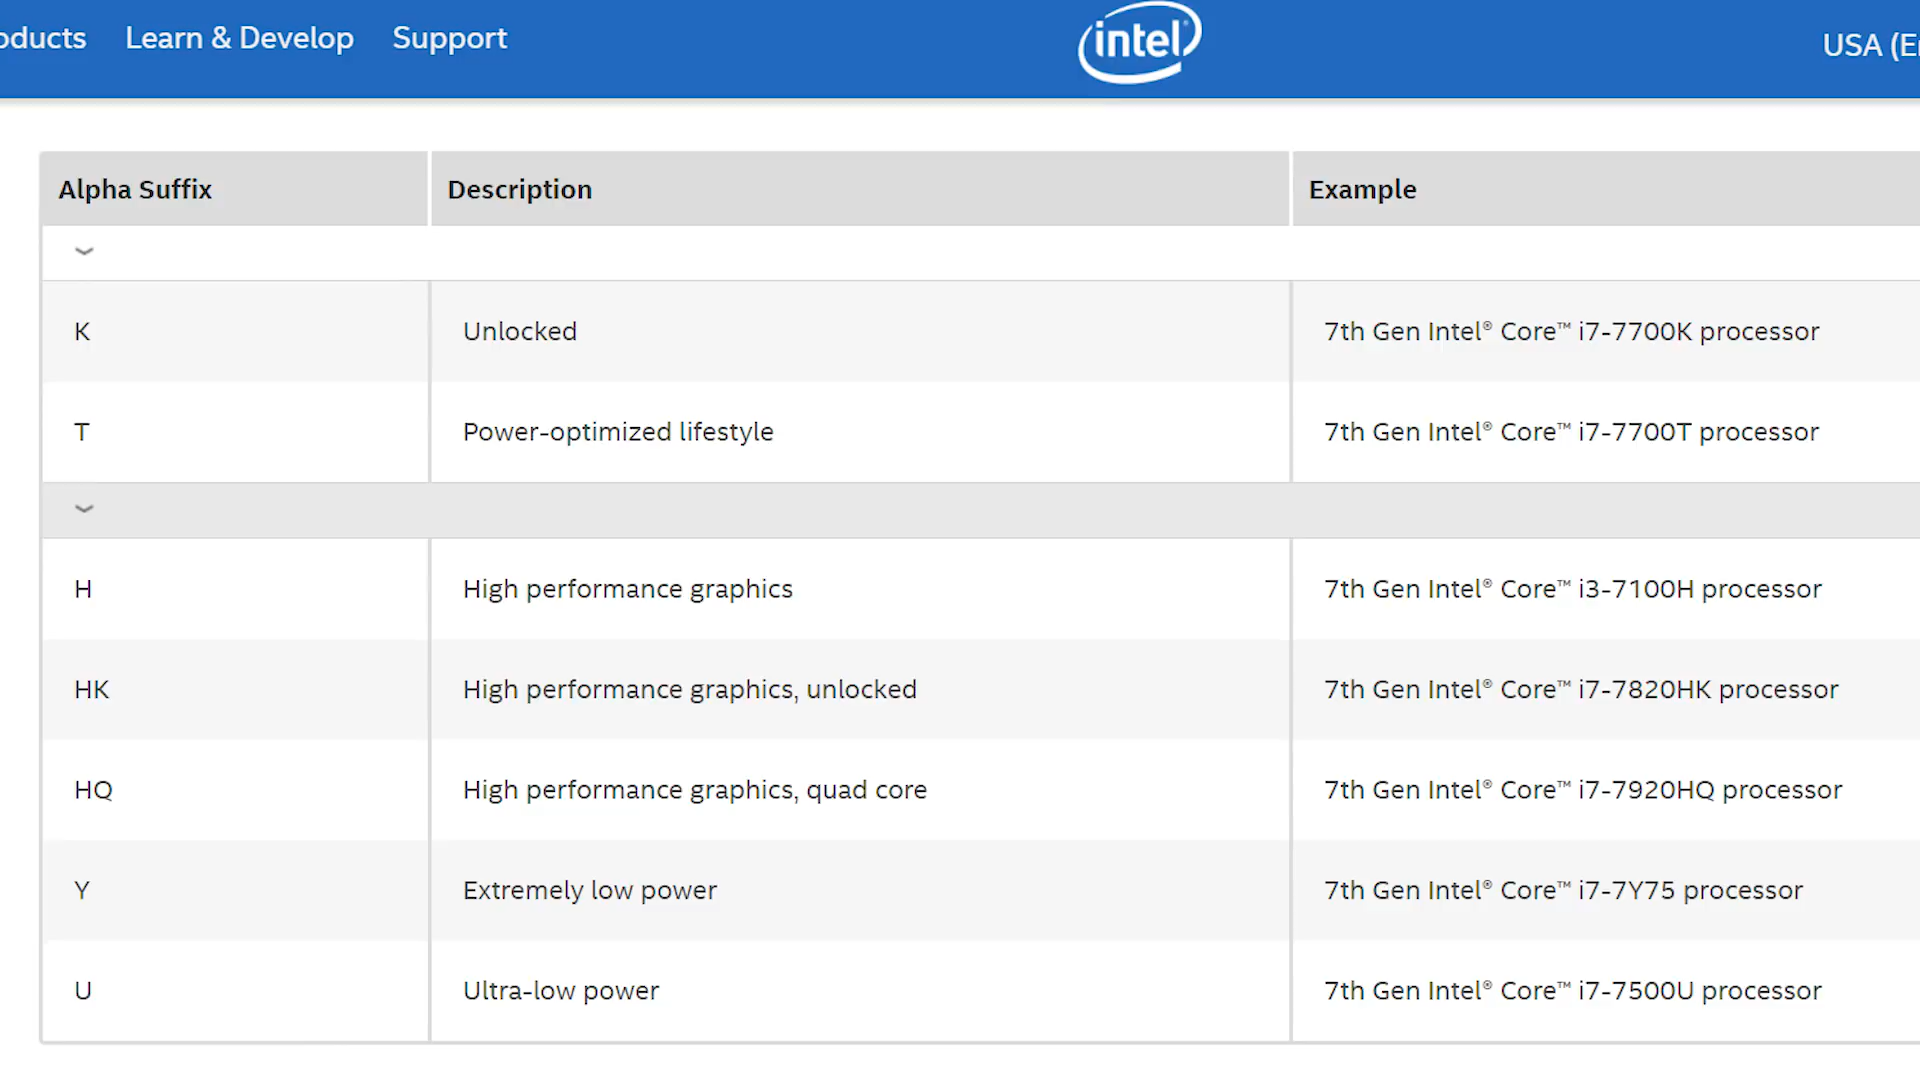 oducts Learn & Develop Support intel USA (E
Alpha Suffix Description Example
K Unlocked 7th Gen Intel® Core™ i7-7700K processor
T Power-optimized lifestyle 7th Gen Intel® Core™ i7-7700T processor
H High performance graphics 7th Gen Intel® Core™ i3-7100H processor
HK High performance graphics, unlocked 7th Gen Intel® Core™ i7-7820HK processor
HQ High performance graphics, quad core 7th Gen Intel® Core™ i7-7920HQ processor
Y Extremely low power 7th Gen Intel® Core™ i7-7Y75 processor
U Ultra-low power 7th Gen Intel® Core™ i7-7500U processor